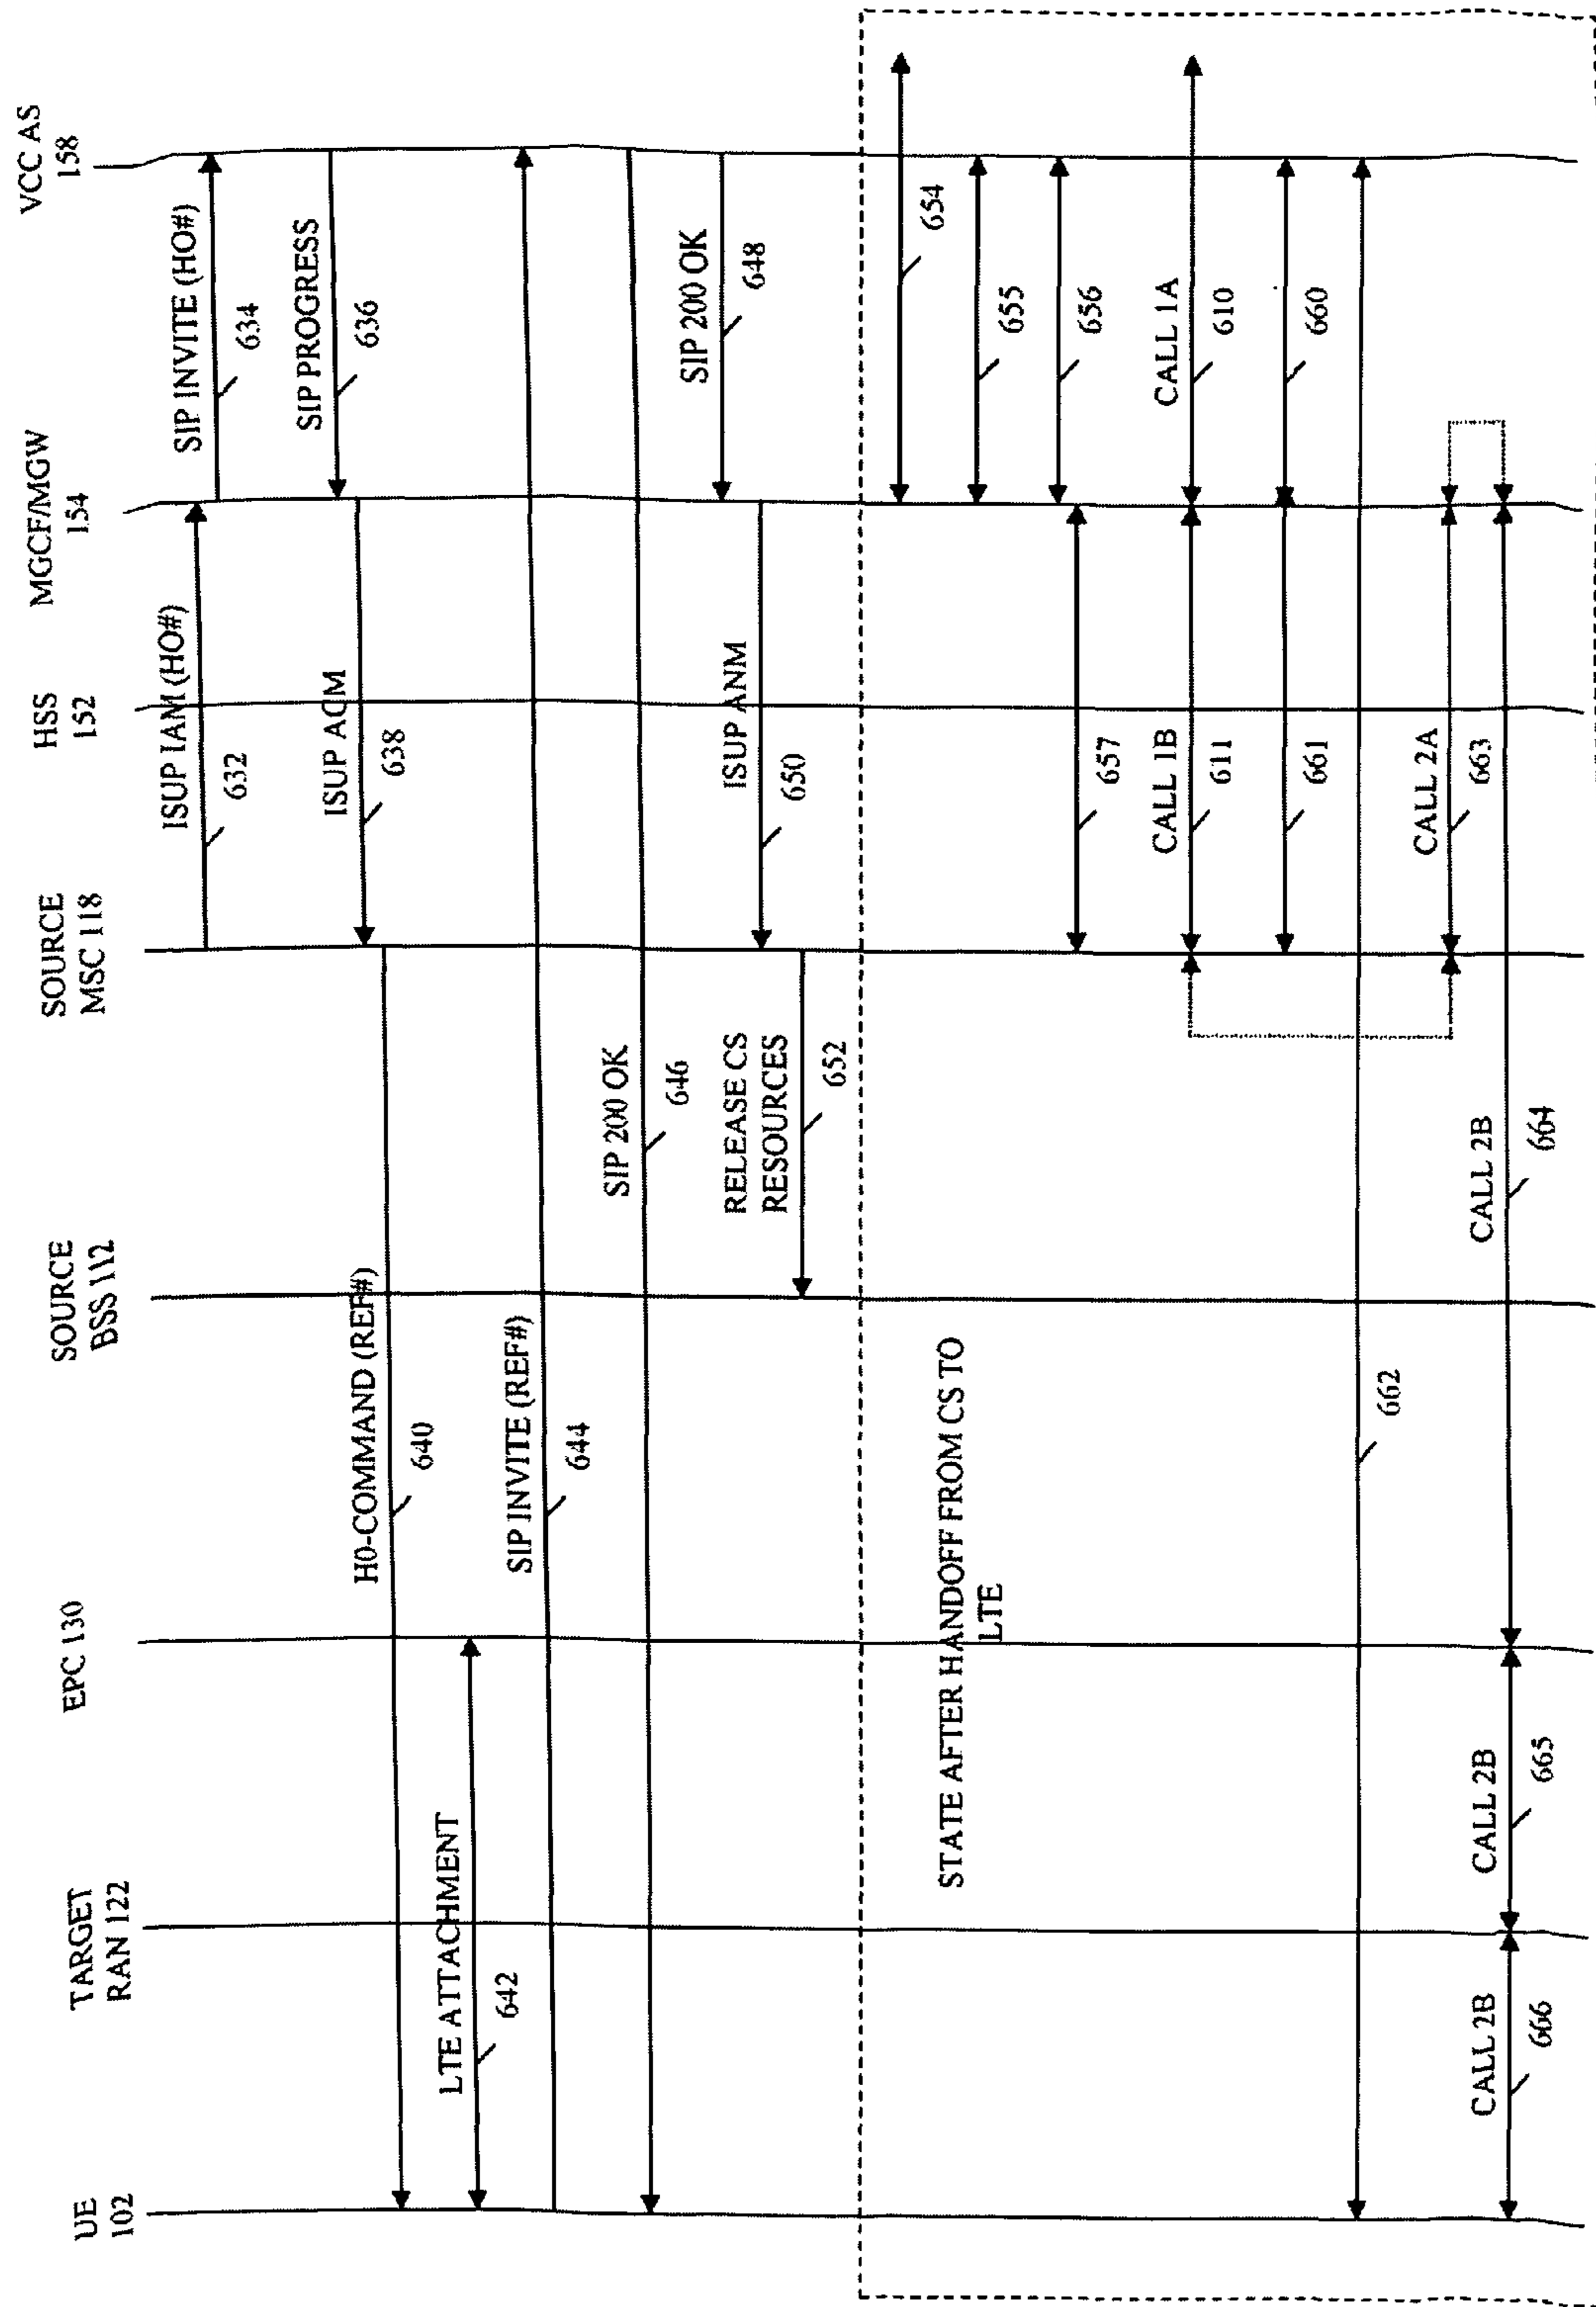 UE
102
TARGET
RAN 122
EPC 130
SOURCE
BSS 112
SOURCE
MSC 118
HSS
152
MGCF/MGW
154
VCC AS
158
ISUP IAM (HO#)
632
SIP INVITE (HO#)
634
SIP PROGRESS
636
ISUP ACM
638
H0-COMMAND (REF#)
640
LTE ATTACHMENT
642
SIP INVITE (REF#)
644
SIP 200 OK
646
SIP 200 OK
648
ISUP ANM
650
RELEASE CS
RESOURCES
652
STATE AFTER HANDOFF FROM CS TO
LTE
654
655
656
657
CALL 1A
610
CALL 1B
611
660
661
662
CALL 2A
663
CALL 2B
664
CALL 2B
665
CALL 2B
666